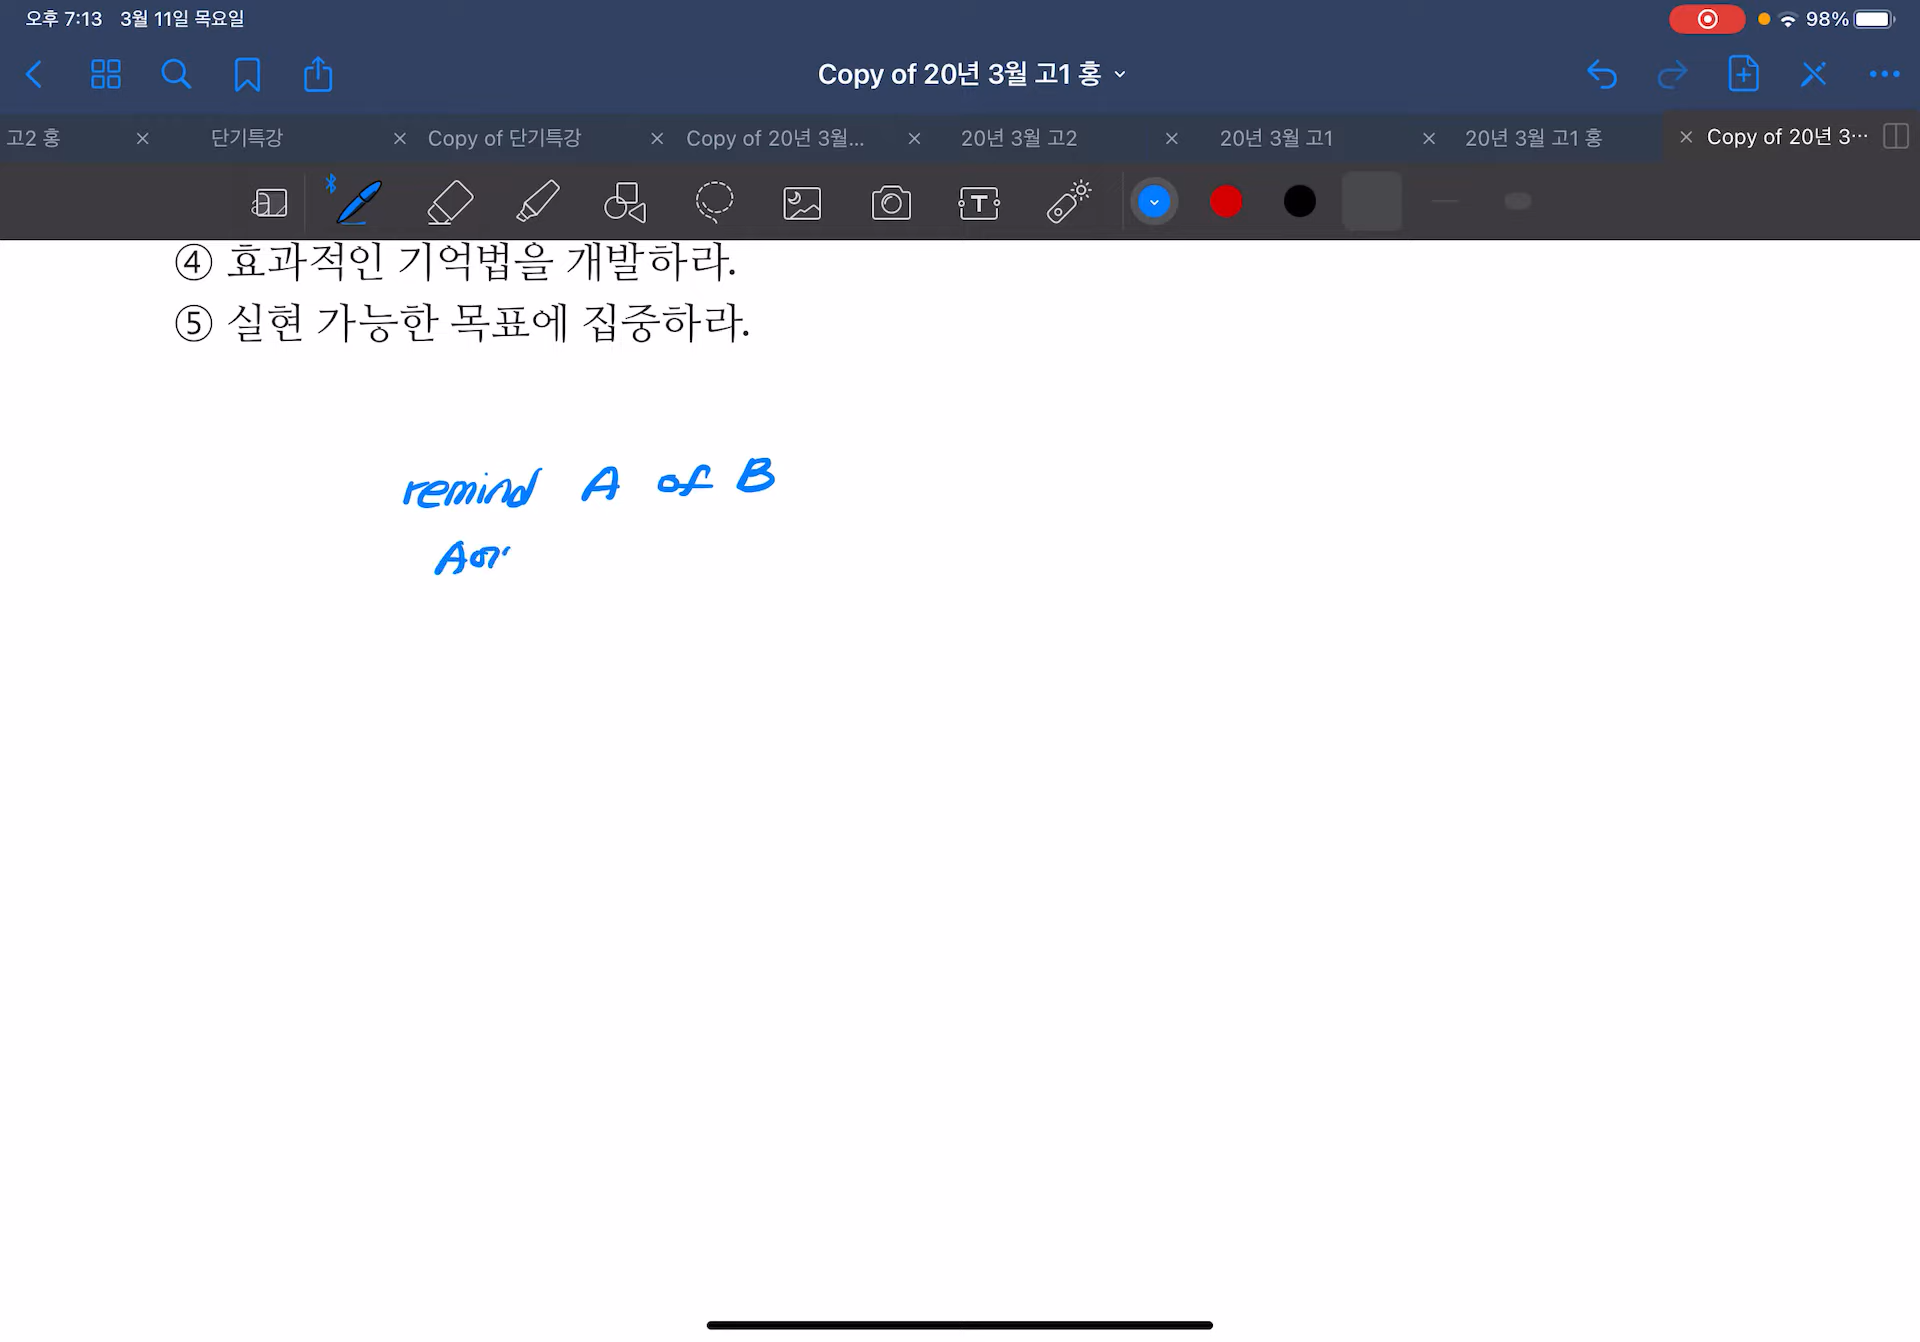 오후 7:13 3월 11일 목요일 98%
Copy of 20년 3월 고1 홍
고2 홍 단기특강 Copy of 단기특강 Copy of 20년 3월... 20년 3월 고2 20년 3월 고1 20년 3월 고1 홍 Copy of 20년 3...
④ 효과적인 기억법을 개발하라.
⑤ 실현 가능한 목표에 집중하라.
remind A of B